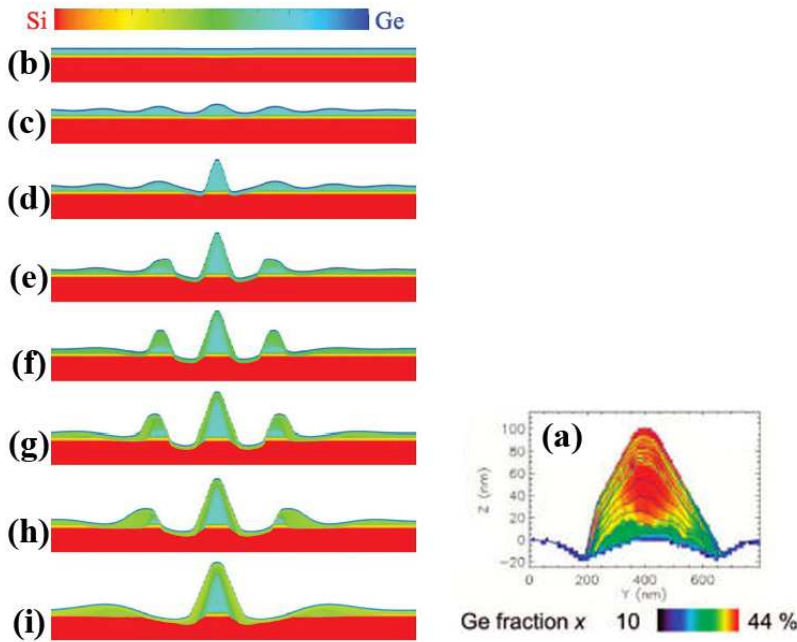 Si Ge
(b)
(c)
(d)
(e)
(f)
(g)
(h)
(i)
(a)
100
80
60
40
20
0
-20
Z (nm)
0 200 400 600
Y (nm)
Ge fraction x 10 44 %